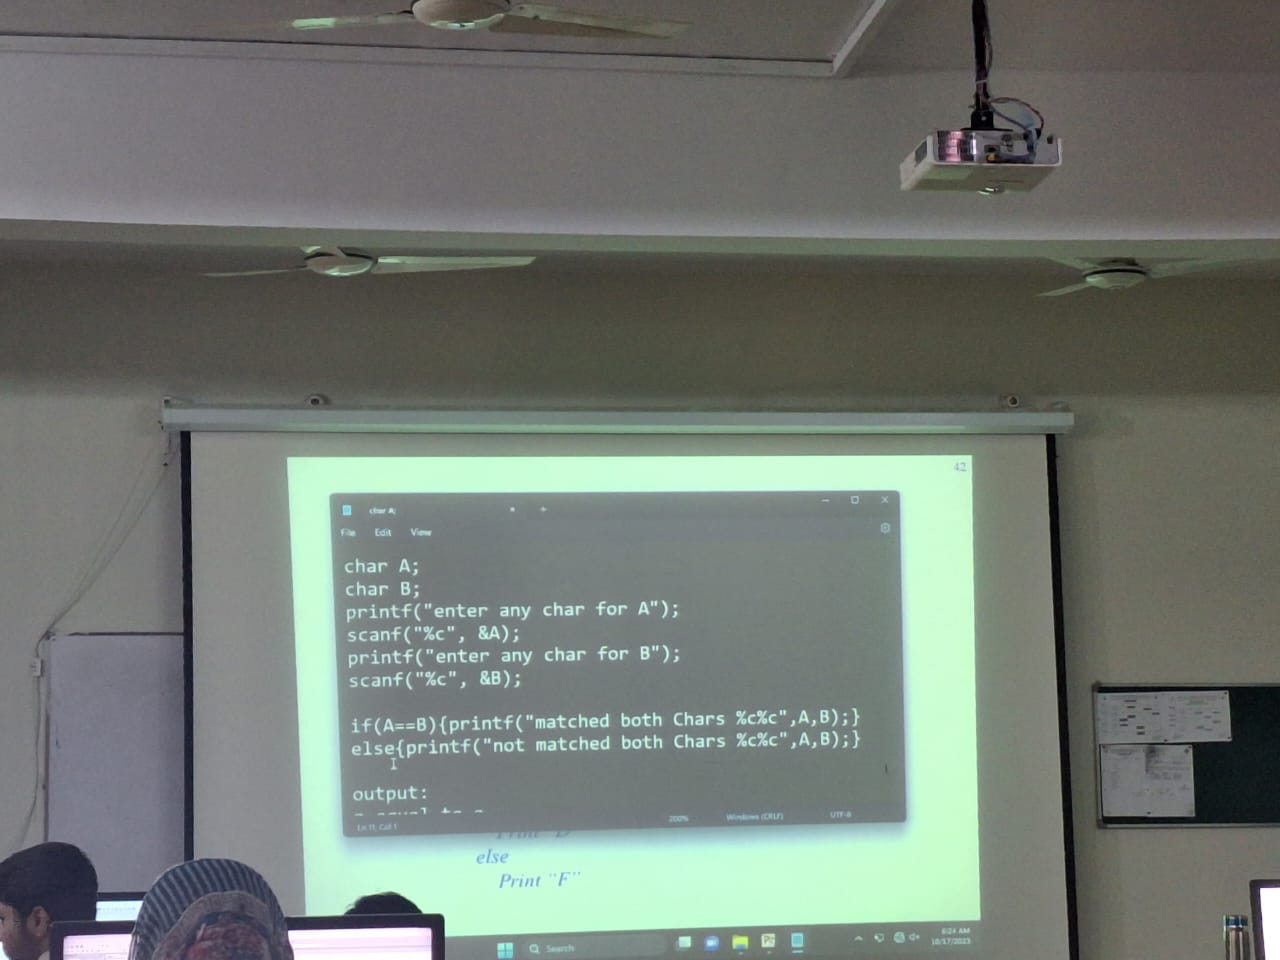 42
char A;
File Edit View
char A;
char B;
printf("enter any char for A");
scanf("%c", &A);
printf("enter any char for B");
scanf("%c", &B);
if(A==B){printf("matched both Chars %c%c",A,B);}
else{printf("not matched both Chars %c%c",A,B);}
output:
Ln 11, Col 1 200% Windows (CRLF) UTF-8
else
Print "F"
Search
6:24 AM
10/17/2023